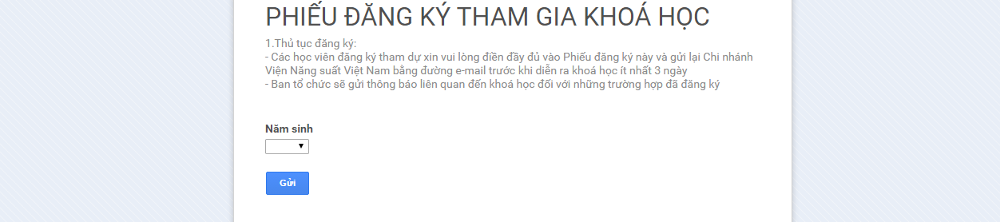 PHIẾU ĐĂNG KÝ THAM GIA KHOÁ HỌC
1.Thủ tục đăng ký:
- Các học viên đăng ký tham dự xin vui lòng điền đầy đủ vào Phiếu đăng ký này và gửi lại Chi nhánh
Viện Năng suất Việt Nam bằng đường e-mail trước khi diễn ra khoá học ít nhất 3 ngày
- Ban tổ chức sẽ gửi thông báo liên quan đến khoá học đối với những trường hợp đã đăng ký
Năm sinh
Gửi